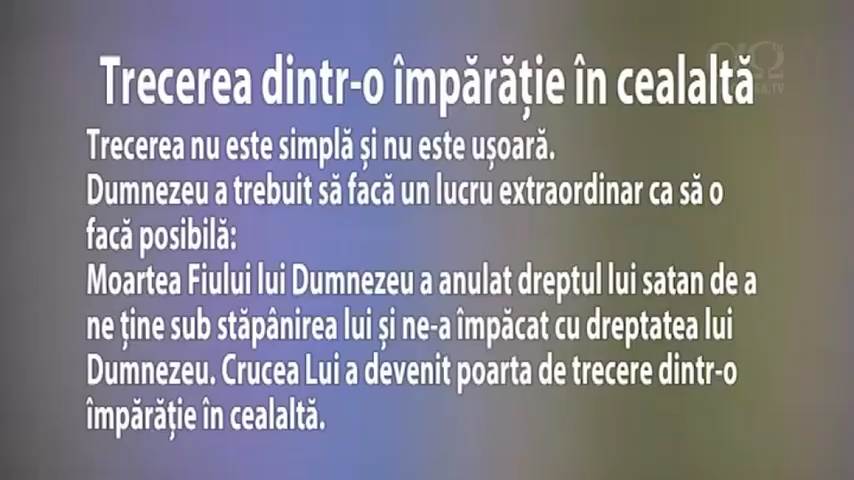 Trecerea dintr-o împărăție în cealaltă
Trecerea nu este simplă și nu este ușoară.
Dumnezeu a trebuit să facă un lucru extraordinar ca să o
facă posibilă:
Moartea Fiului lui Dumnezeu a anulat dreptul lui satan de a
ne ține sub stăpânirea lui și ne-a împăcat cu dreptatea lui
Dumnezeu. Crucea Lui a devenit poarta de trecere dintr-o
împărăție în cealaltă.